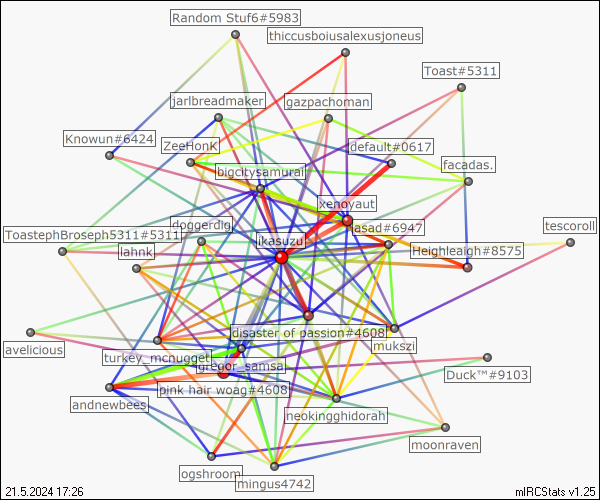 Random Stuf6#5983
thiccusboiusalexusjoneus
Toast#5311
jarlbreadmaker
gazpachoman
Knowun#6424
ZeeHonK
default#0617
bigcitysamurai
facadas.
xenoyaut
doggerdlg
lasad#6947
tescoroll
ToastephBroseph5311#5311
ikasuzu
Heighleaigh#8575
lahnk
disaster of passion#4608
mukszi
avelicious
turkey_mcnugget
gregor_samsa
Duck™#9103
andnewbees
pink hair woag#4608
neokingghidorah
moonraven
ogshroom
mingus4742
21.5.2024 17:26
mIRCStats v1.25